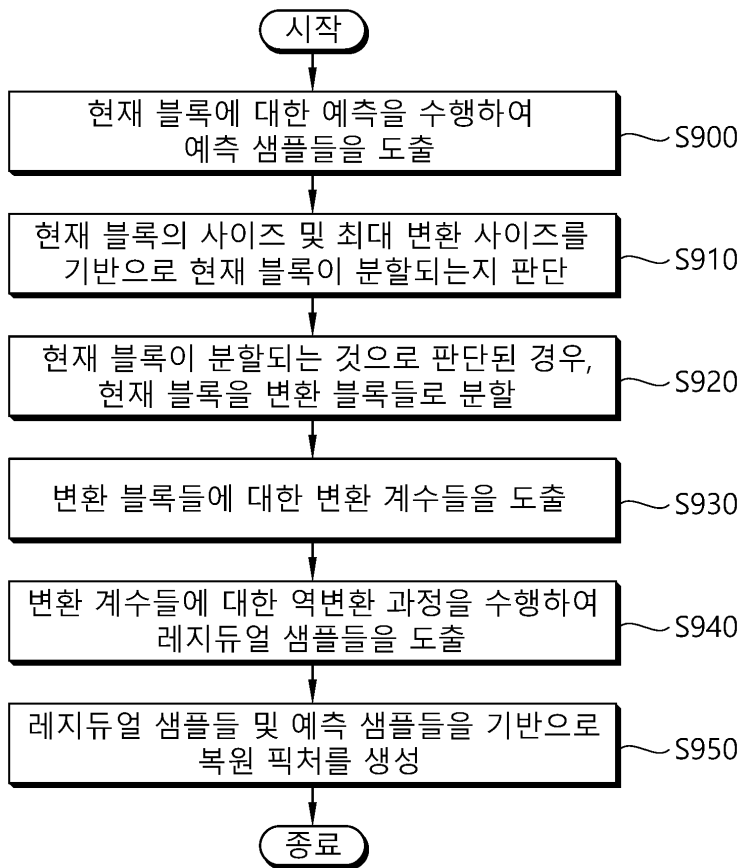 시작
현재 블록에 대한 예측을 수행하여
예측 샘플들을 도출
S900
현재 블록의 사이즈 및 최대 변환 사이즈를
기반으로 현재 블록이 분할되는지 판단
S910
현재 블록이 분할되는 것으로 판단된 경우,
현재 블록을 변환 블록들로 분할
S920
변환 블록들에 대한 변환 계수들을 도출
S930
변환 계수들에 대한 역변환 과정을 수행하여
레지듀얼 샘플들을 도출
S940
레지듀얼 샘플들 및 예측 샘플들을 기반으로
복원 픽처를 생성
S950
종료